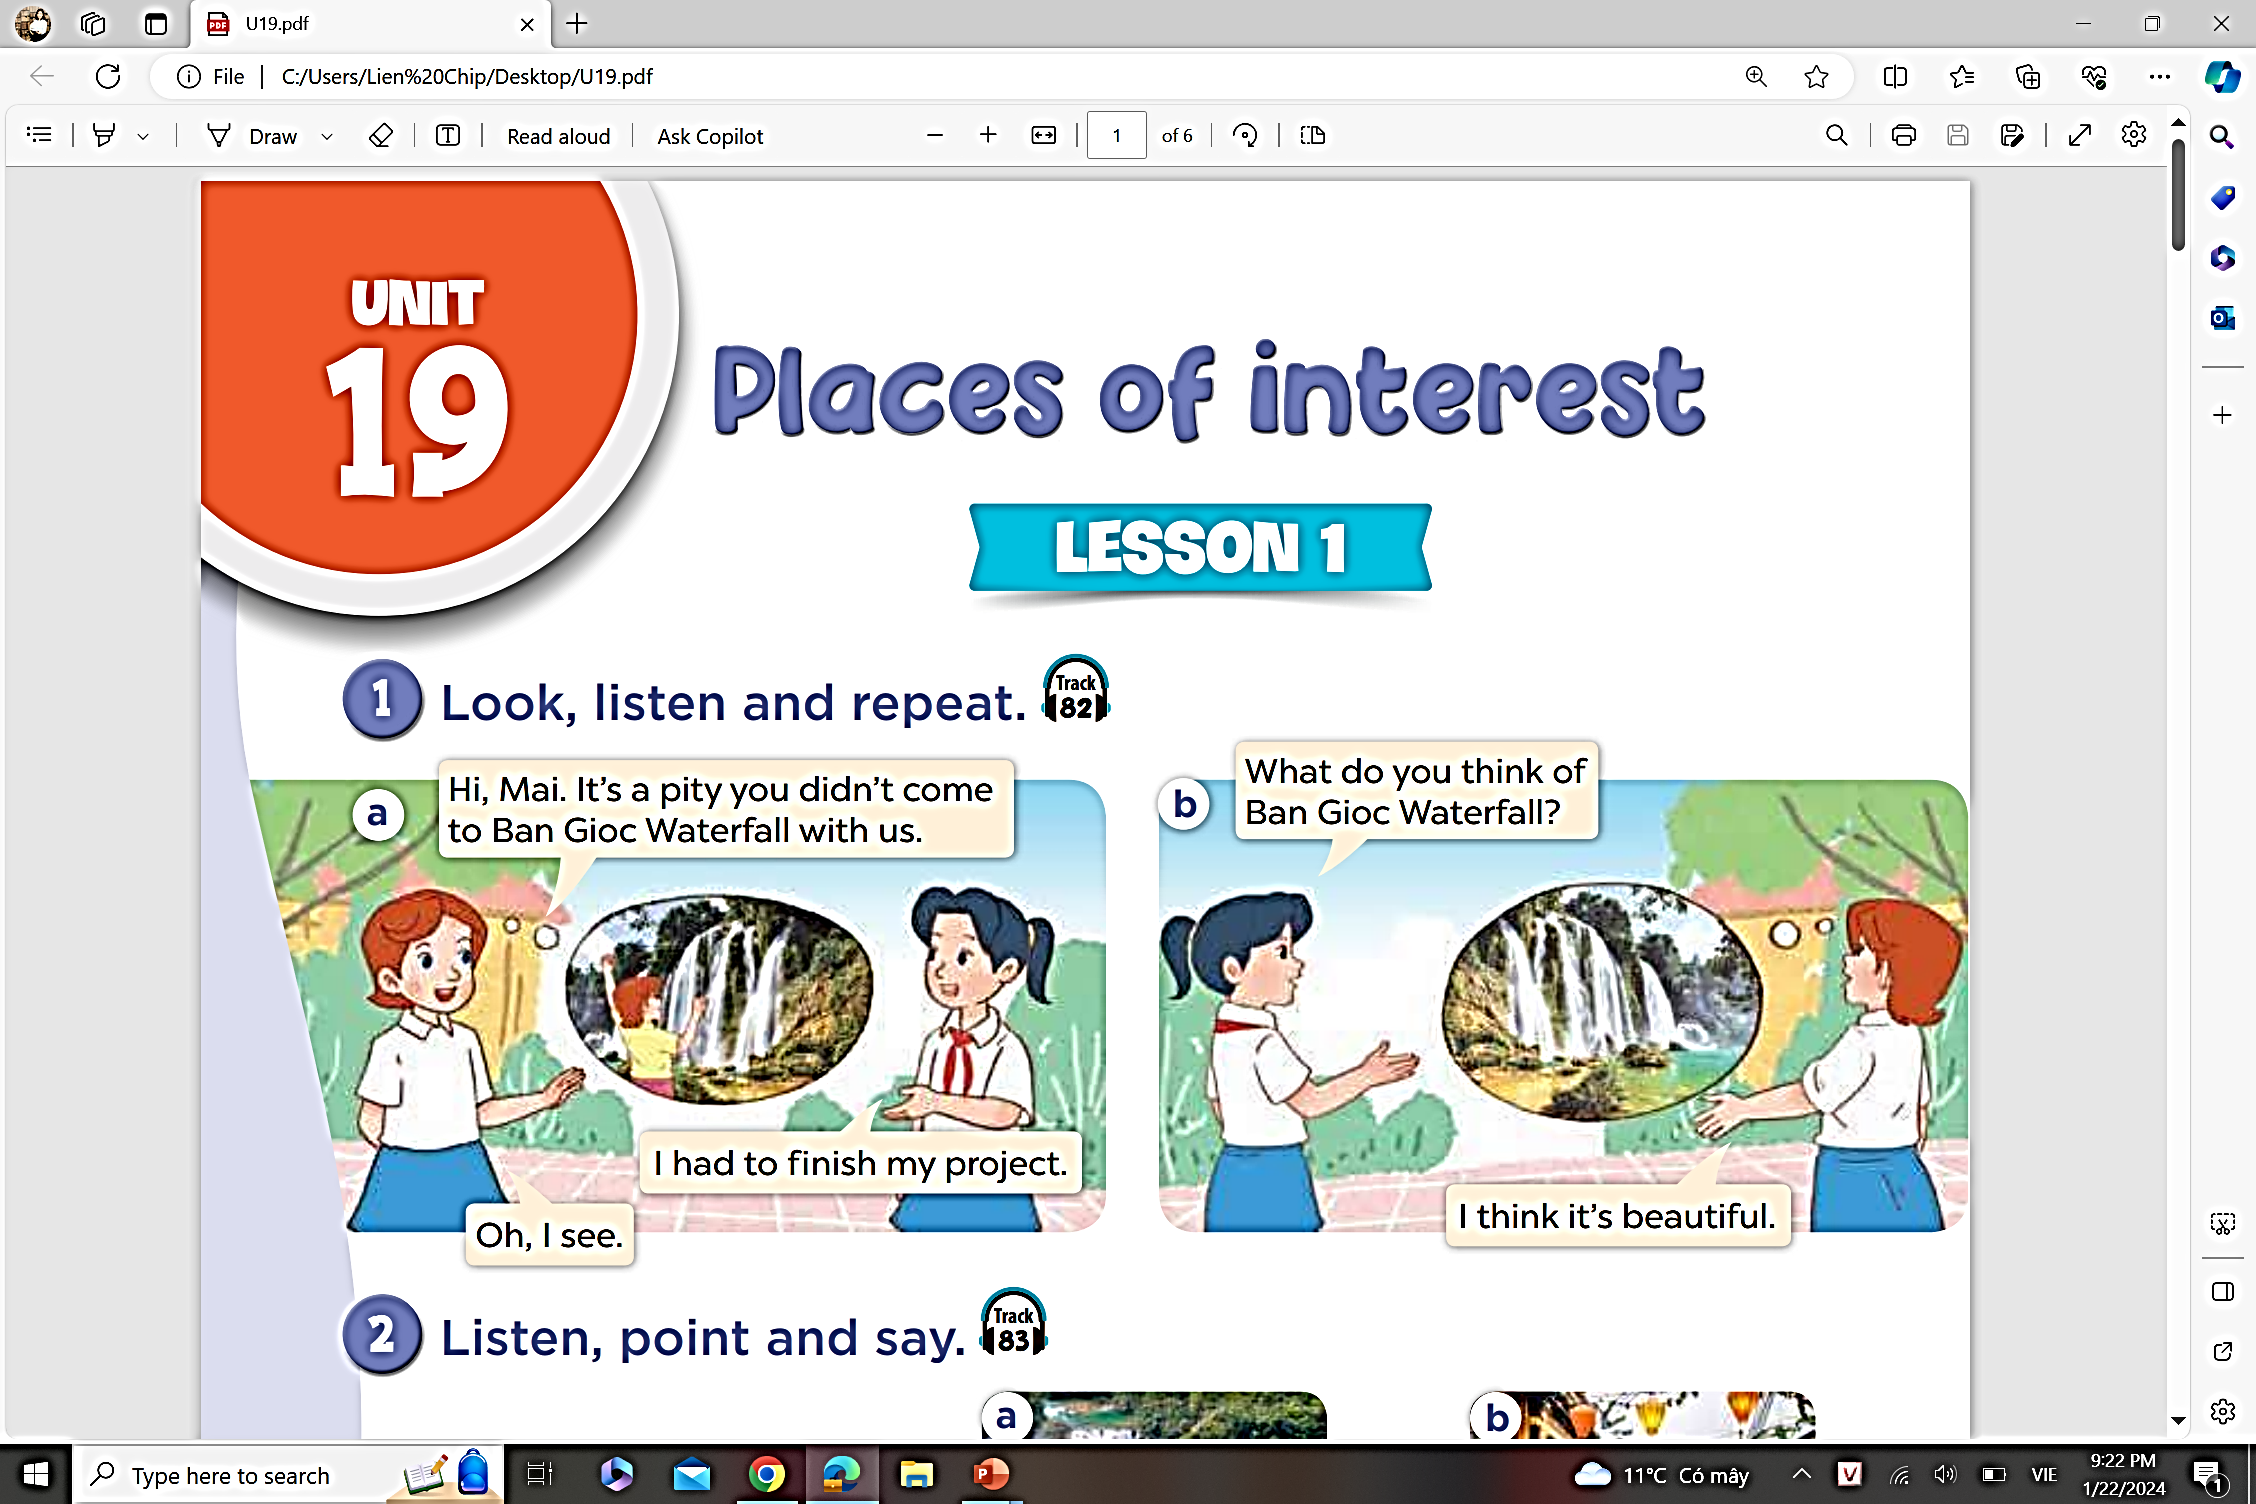 U19.pdf
File
C:/Users/Lien%20Chip/Desktop/U19.pdf
Draw
Read aloud
Ask Copilot
1
of 6
UNIT
19
Places of interest
LESSON 1
1
Look, listen and repeat.
Track
82
a
Hi, Mai. It's a pity you didn't come
to Ban Gioc Waterfall with us.
I had to finish my project.
Oh, I see.
b
What do you think of
Ban Gioc Waterfall?
I think it's beautiful.
2
Listen, point and say.
Track
83
a
b
Type here to search
11°C Có mây
VIE
9:22 PM
1/22/2024
1